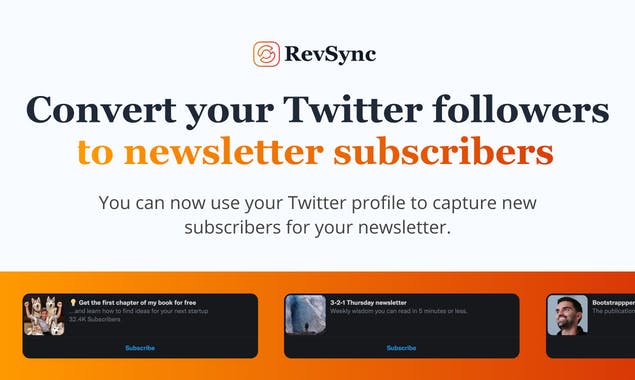 RevSync
Convert your Twitter followers
to newsletter subscribers
You can now use your Twitter profile to capture new
subscribers for your newsletter.
💡 Get the first chapter of my book for free
...and learn how to find ideas for your next startup
32.4K Subscribers
Subscribe
3-2-1 Thursday newsletter
Weekly wisdom you can read in 5 minutes or less.
Subscribe
Bootstrappper
The publication